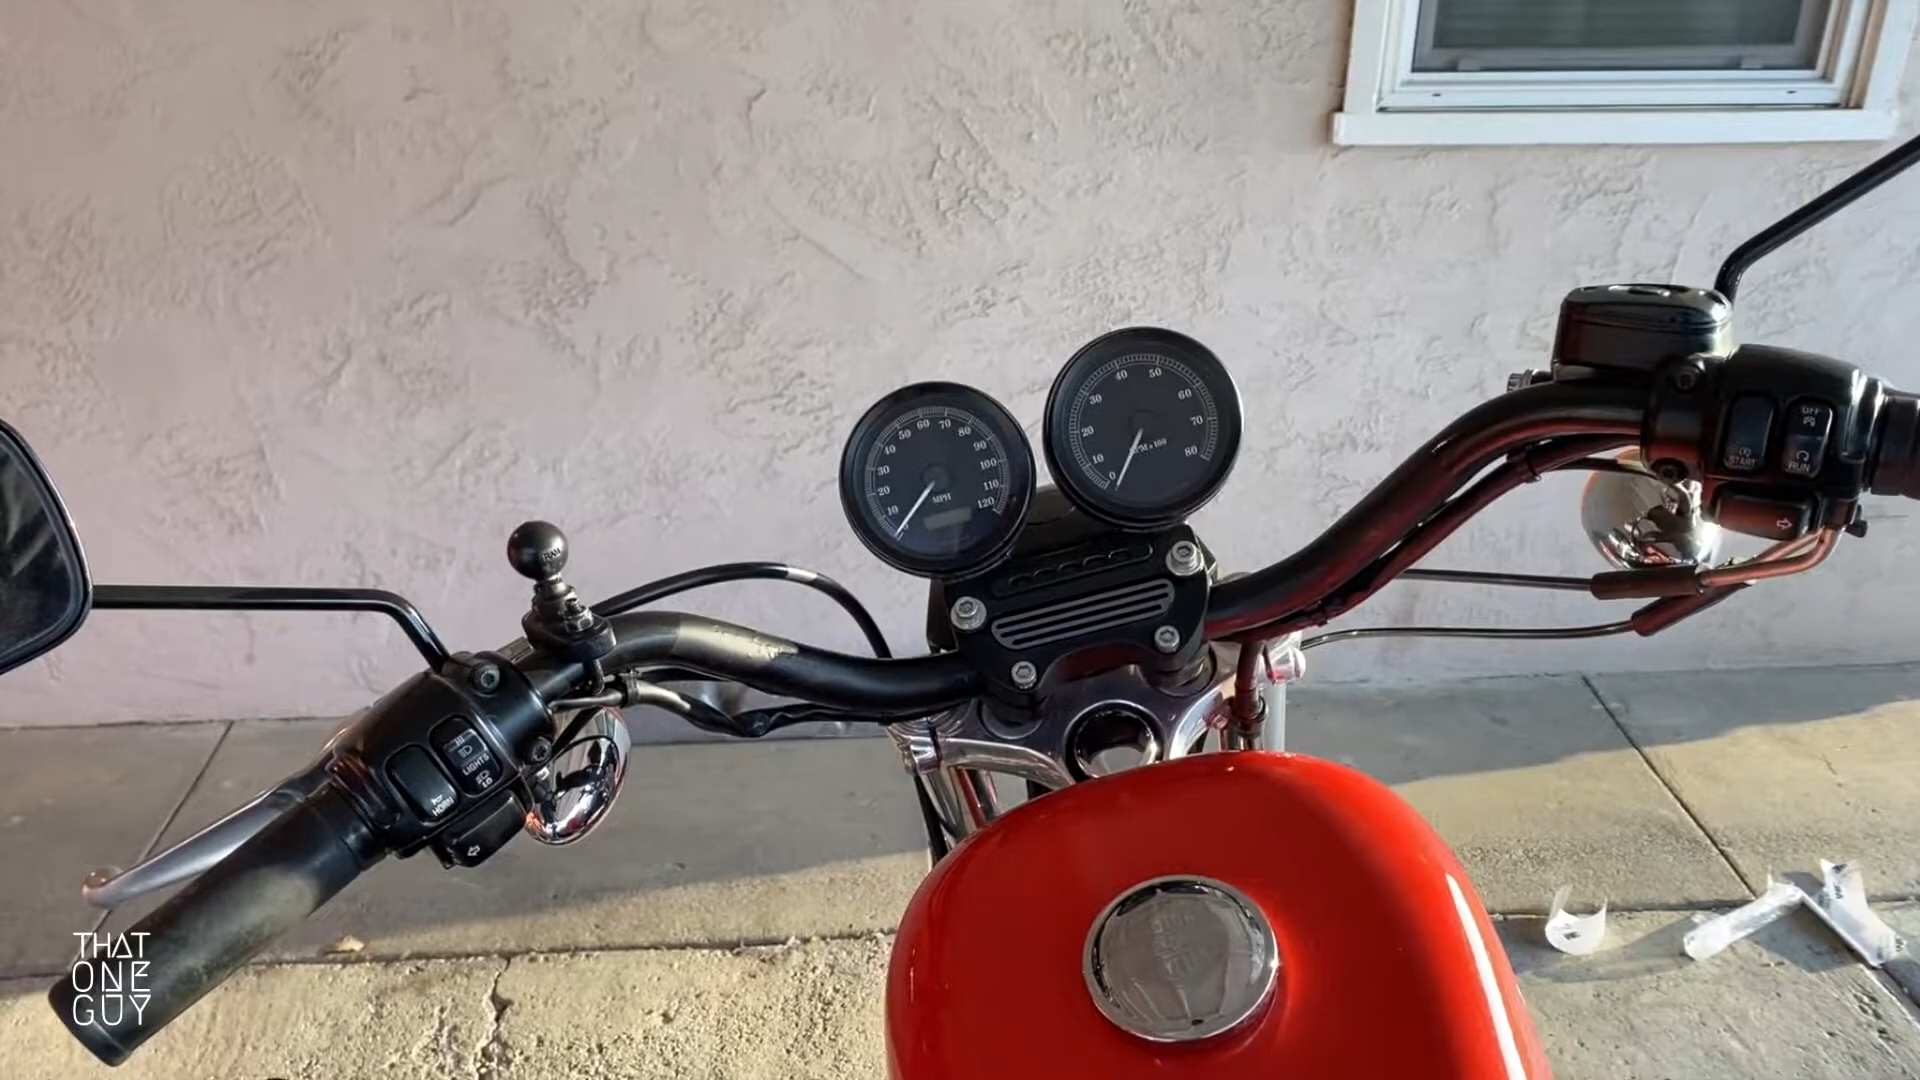 40 50
30 60
20 70
10 80
0
RPM x 100
50 60 70 80
40 90
30 100
20 110
10 120
MPH
OFF
START
RUN
HI
LIGHTS
LO
HORN
THAT
ONE
GUY